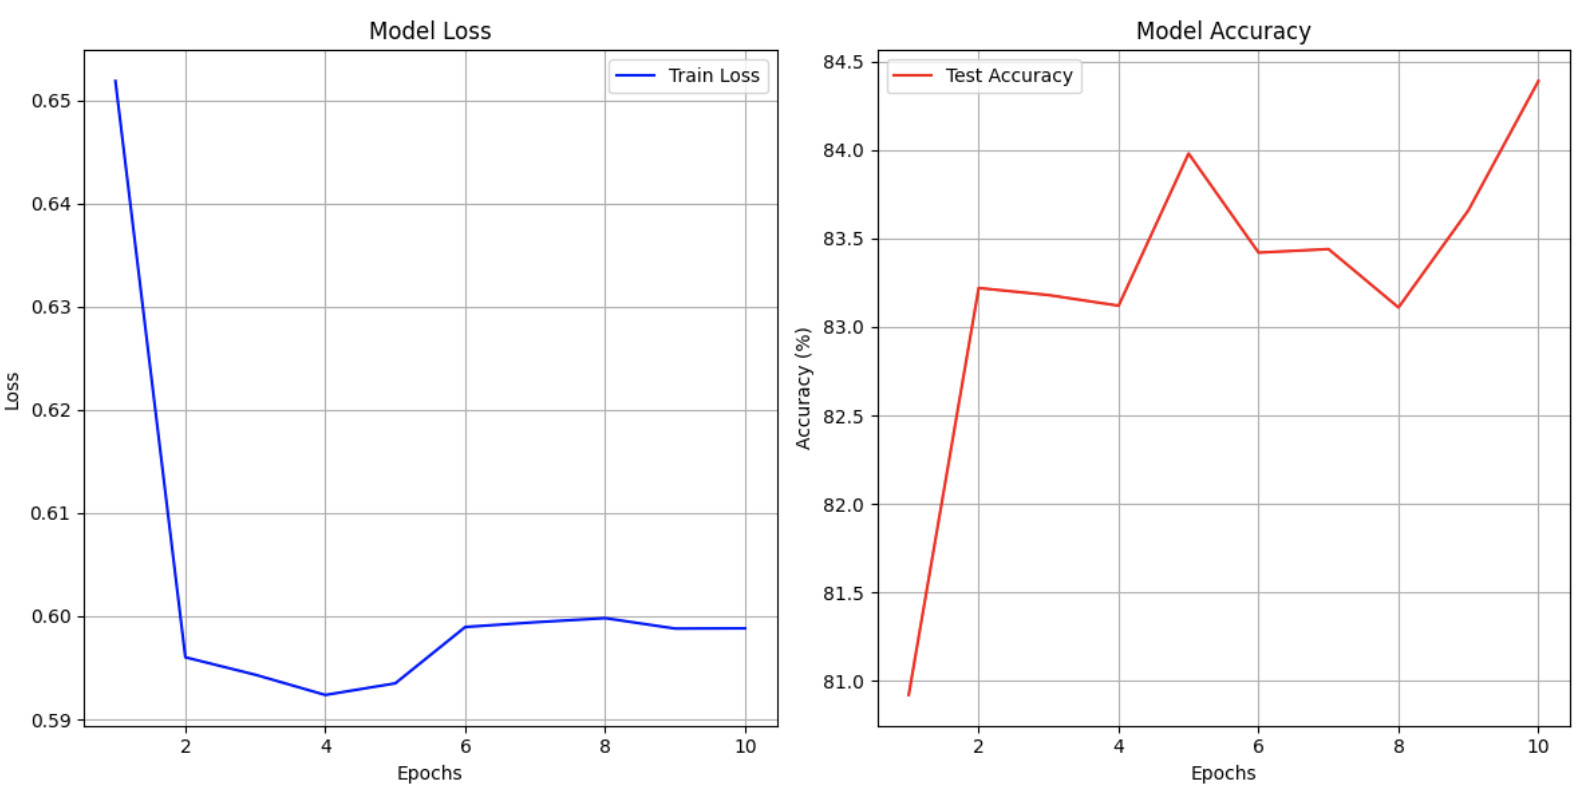 Model Loss
Train Loss
0.65
0.64
0.63
0.62
0.61
0.60
0.59
Loss
2 4 6 8 10
Epochs
Model Accuracy
Test Accuracy
84.5
84.0
83.5
83.0
82.5
82.0
81.5
81.0
Accuracy (%)
2 4 6 8 10
Epochs